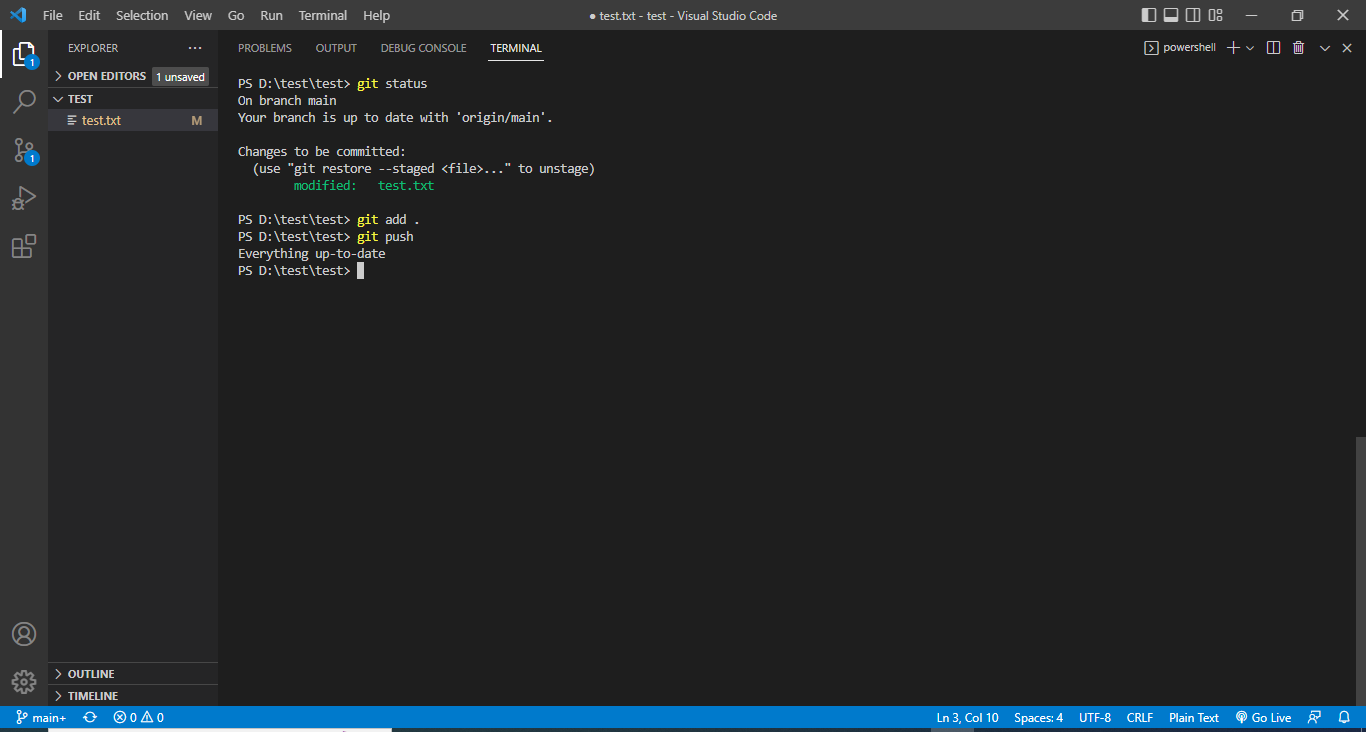 File Edit Selection View Go Run Terminal Help
● test.txt - test - Visual Studio Code
EXPLORER ...
PROBLEMS OUTPUT DEBUG CONSOLE TERMINAL
powershell
1
OPEN EDITORS 1 unsaved
TEST
test.txt M
1
PS D:\test\test> git status
On branch main
Your branch is up to date with 'origin/main'.
Changes to be committed:
(use "git restore --staged <file>..." to unstage)
modified: test.txt
PS D:\test\test> git add .
PS D:\test\test> git push
Everything up-to-date
PS D:\test\test>
OUTLINE
TIMELINE
main+ 0 0 Ln 3, Col 10 Spaces: 4 UTF-8 CRLF Plain Text Go Live